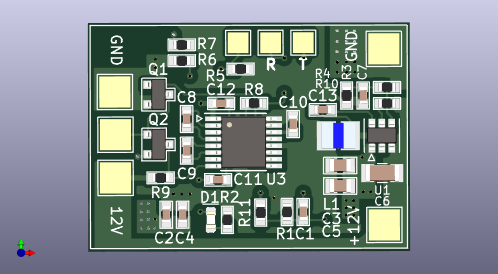 GND
R7
GND
R6
R
T
Q1
R5
R4
R10
R3
C7
C8
C12
R8
C13
C10
Q2
C9
C11
U3
R9
U1
C6
12V
D1
R2
R11
L1
C3
C5
+12V
C2
C4
R1
C1